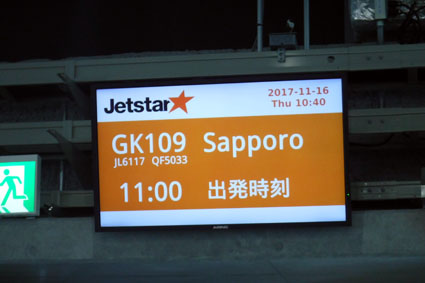 Jetstar
2017-11-16
Thu 10:40
GK109 Sapporo
JL6117 QF5033
11:00 出発時刻